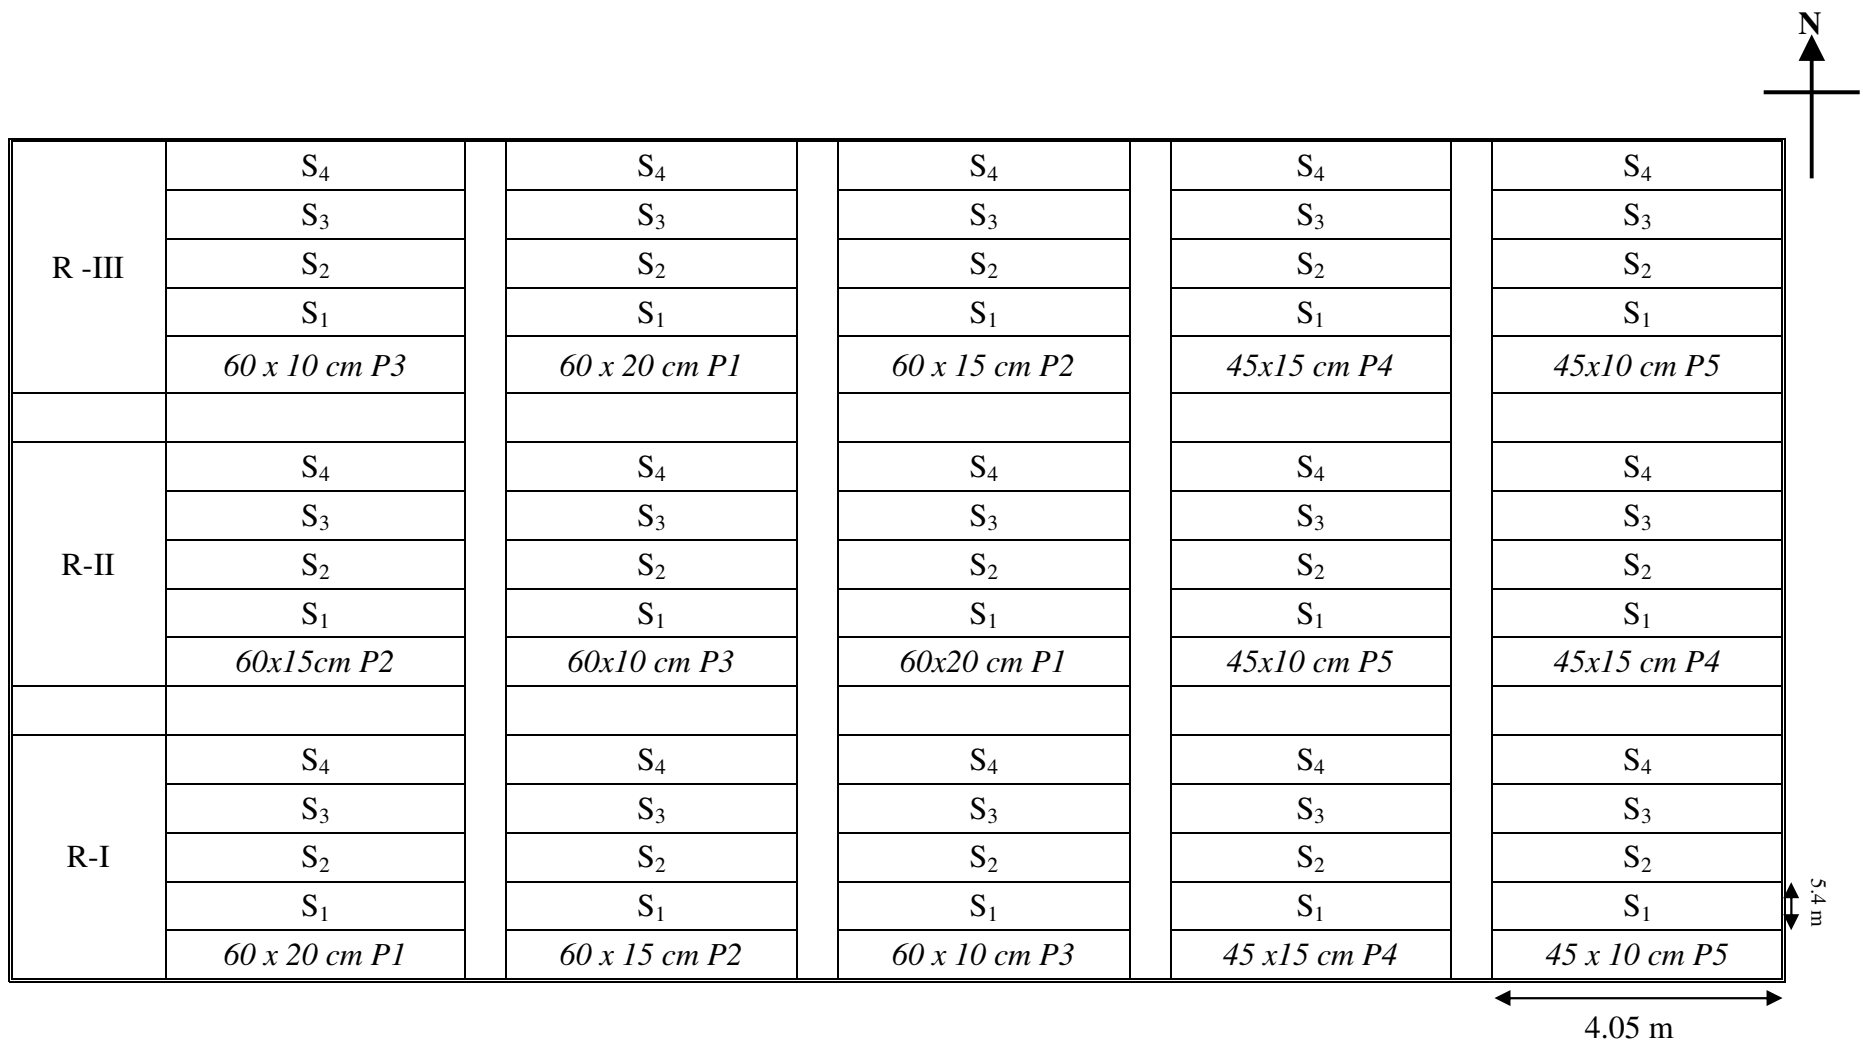 N
S₄ S₄ S₄ S₄ S₄
S₃ S₃ S₃ S₃ S₃
R -III
S₂ S₂ S₂ S₂ S₂
S₁ S₁ S₁ S₁ S₁
60 x 10 cm P3 60 x 20 cm P1 60 x 15 cm P2 45x15 cm P4 45x10 cm P5
S₄ S₄ S₄ S₄ S₄
S₃ S₃ S₃ S₃ S₃
R-II S₂ S₂ S₂ S₂ S₂
S₁ S₁ S₁ S₁ S₁
60x15cm P2 60x10 cm P3 60x20 cm P1 45x10 cm P5 45x15 cm P4
S₄ S₄ S₄ S₄ S₄
S₃ S₃ S₃ S₃ S₃
R-I S₂ S₂ S₂ S₂ S₂
S₁ S₁ S₁ S₁ S₁ 5.4 m
60 x 20 cm P1 60 x 15 cm P2 60 x 10 cm P3 45 x15 cm P4 45 x 10 cm P5
4.05 m